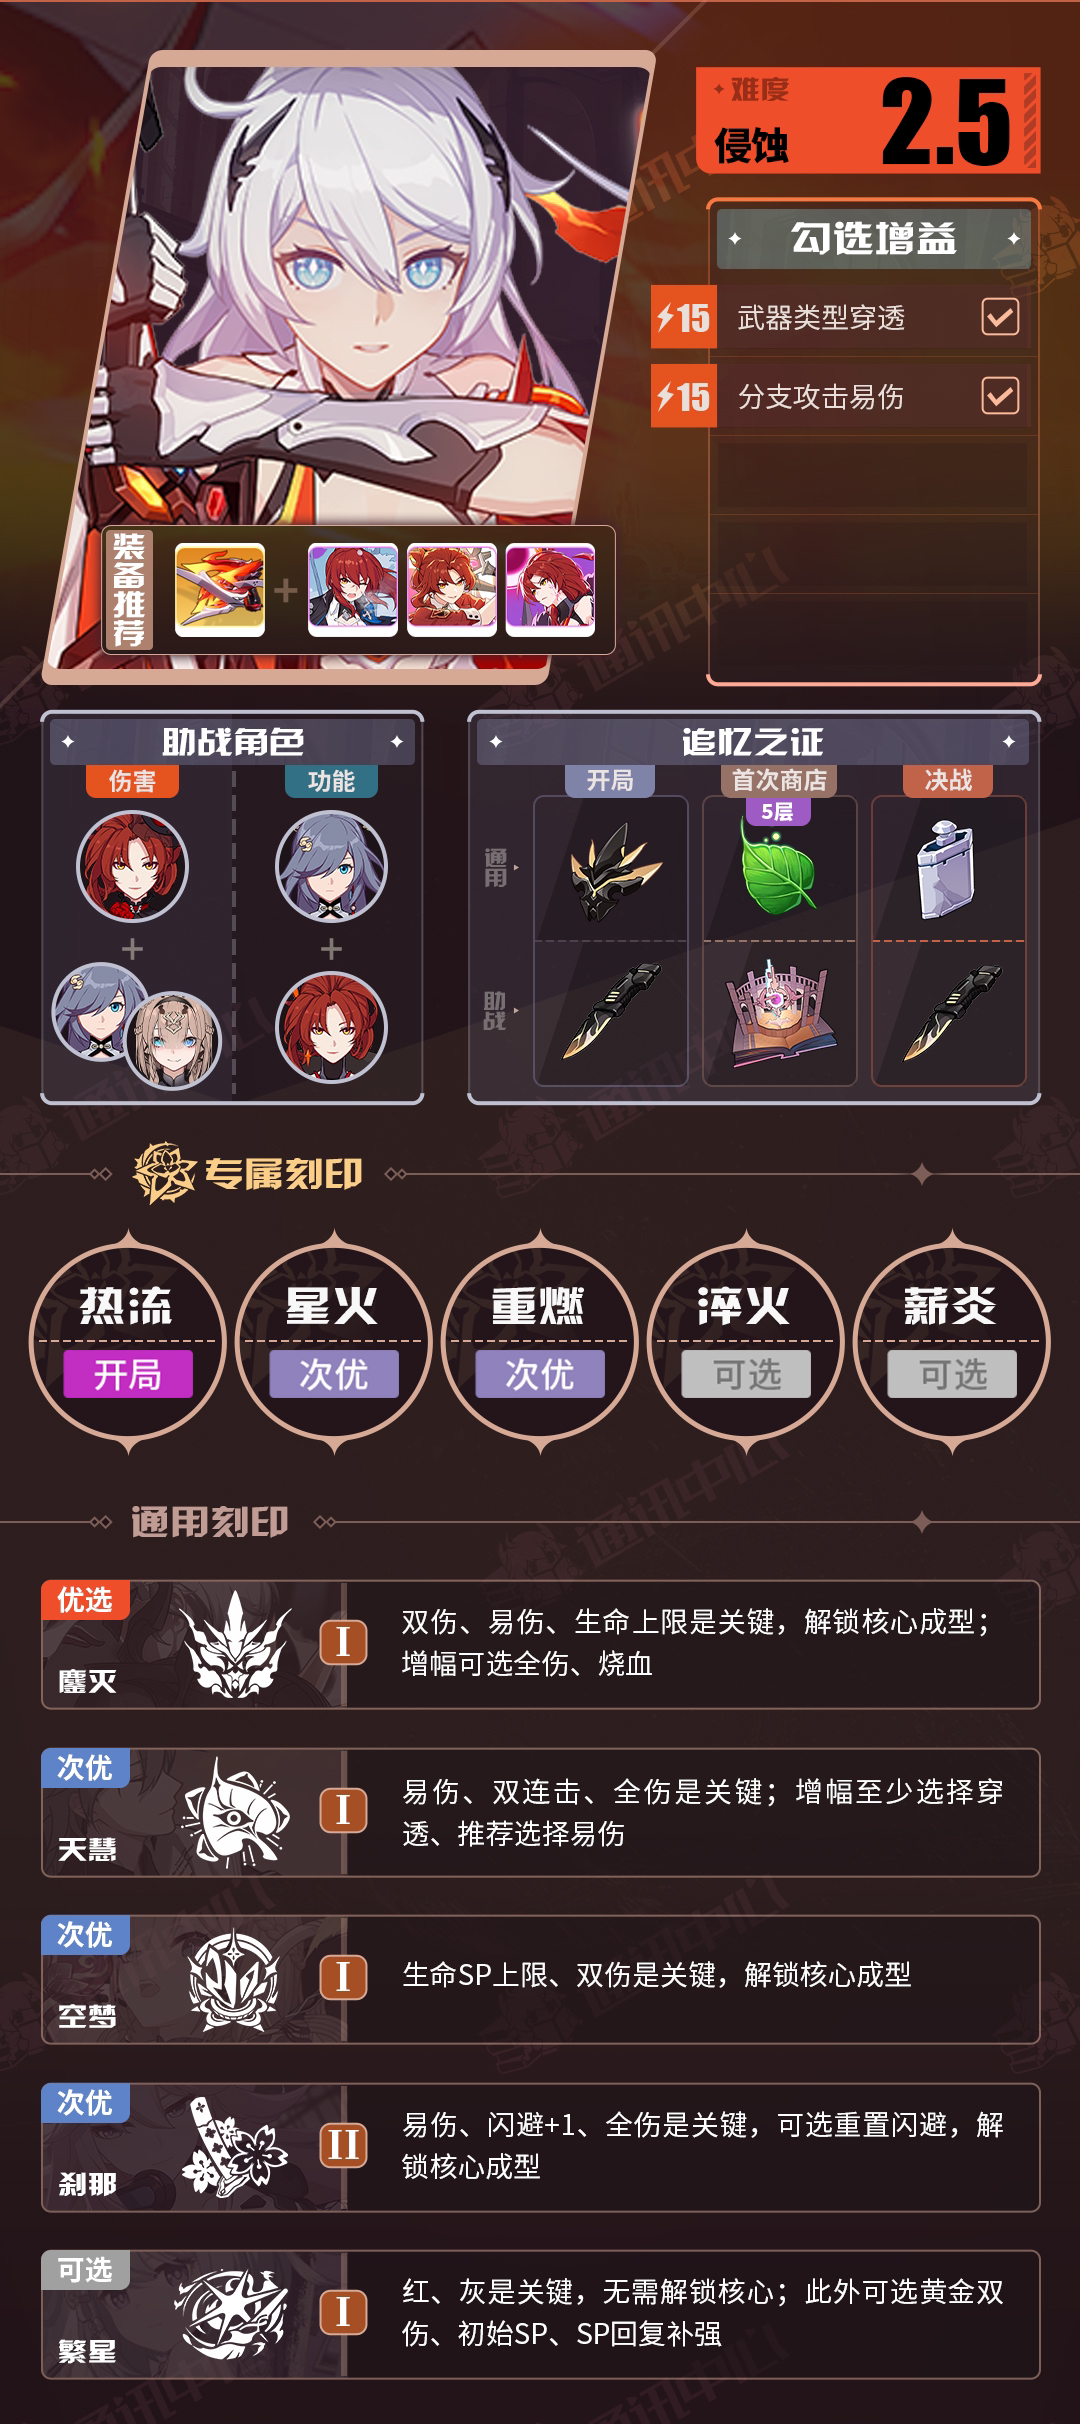 难度
侵蚀
2.5
勾选增益
15 武器类型穿透
15 分支攻击易伤
装备推荐
助战角色
伤害 功能
追忆之证
开局 首次商店 决战
5层
通用
助战
专属刻印
热流 星火 重燃 淬火 薪炎
开局 次优 次优 可选 可选
通用刻印
优选
鏖灭
I
双伤、易伤、生命上限是关键，解锁核心成型；
增幅可选全伤、烧血
次优
天慧
I
易伤、双连击、全伤是关键；增幅至少选择穿
透、推荐选择易伤
次优
空梦
I
生命SP上限、双伤是关键，解锁核心成型
次优
刹那
II
易伤、闪避+1、全伤是关键，可选重置闪避，解
锁核心成型
可选
繁星
I
红、灰是关键，无需解锁核心；此外可选黄金双
伤、初始SP、SP回复补强
通讯中心